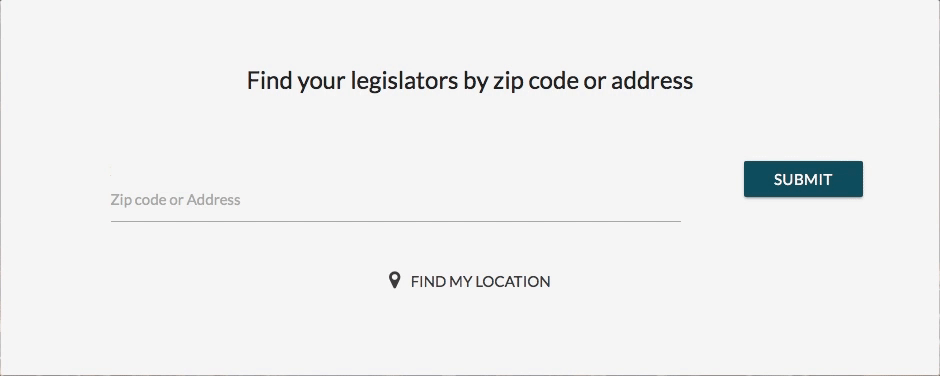 Find your legislators by zip code or address
Zip code or Address
SUBMIT
FIND MY LOCATION